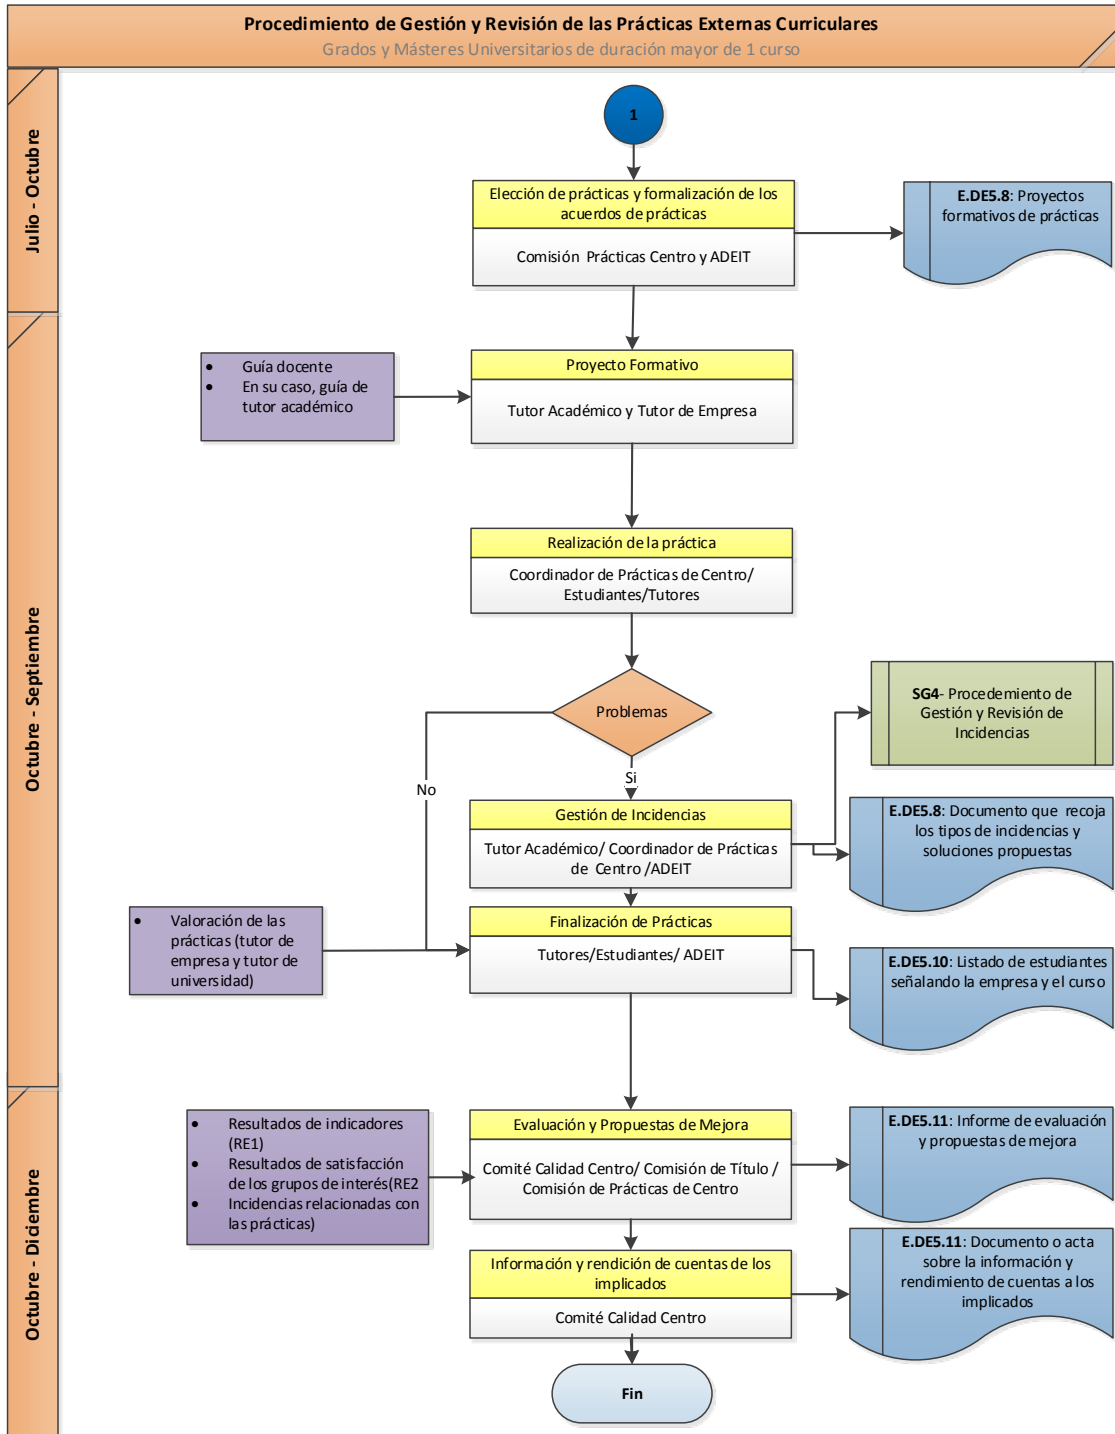 Procedimiento de Gestión y Revisión de las Prácticas Externas Curriculares
Grados y Másteres Universitarios de duración mayor de 1 curso
Julio - Octubre
1
Elección de prácticas y formalización de los
acuerdos de prácticas
Comisión Prácticas Centro y ADEIT
E.DE5.8: Proyectos
formativos de prácticas
Octubre - Septiembre
• Guía docente
• En su caso, guía de
tutor académico
Proyecto Formativo
Tutor Académico y Tutor de Empresa
Realización de la práctica
Coordinador de Prácticas de Centro/
Estudiantes/Tutores
Problemas
SG4- Procedemiento de
Gestión y Revisión de
Incidencias
Si
No
Gestión de Incidencias
Tutor Académico/ Coordinador de Prácticas
de Centro /ADEIT
E.DE5.8: Documento que recoja
los tipos de incidencias y
soluciones propuestas
• Valoración de las
prácticas (tutor de
empresa y tutor de
universidad)
Finalización de Prácticas
Tutores/Estudiantes/ ADEIT
E.DE5.10: Listado de estudiantes
señalando la empresa y el curso
Octubre - Diciembre
• Resultados de indicadores
(RE1)
• Resultados de satisfacción
de los grupos de interés(RE2
• Incidencias relacionadas con
las prácticas)
Evaluación y Propuestas de Mejora
Comité Calidad Centro/ Comisión de Título /
Comisión de Prácticas de Centro
E.DE5.11: Informe de evaluación
y propuestas de mejora
Información y rendición de cuentas de los
implicados
Comité Calidad Centro
E.DE5.11: Documento o acta
sobre la información y
rendimiento de cuentas a los
implicados
Fin